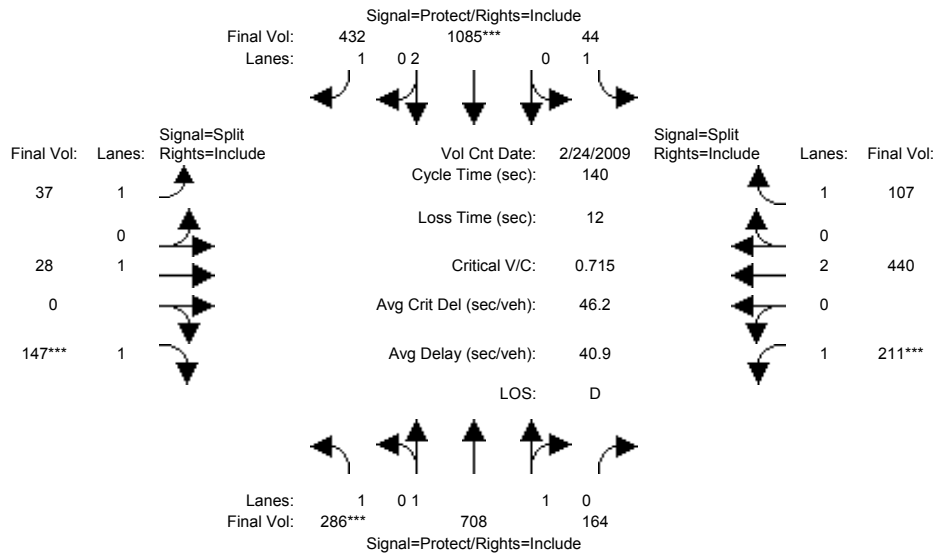 Signal=Protect/Rights=Include
Final Vol: 432 1085*** 44
Lanes: 1 0 2 0 1
Signal=Split
Rights=Include
Final Vol: Lanes:
Vol Cnt Date: 2/24/2009
Signal=Split
Rights=Include
Lanes: Final Vol:
Cycle Time (sec): 140
37 1
1 107
Loss Time (sec): 12
0
0
28 1
Critical V/C: 0.715
2 440
0
Avg Crit Del (sec/veh): 46.2
0
147*** 1
Avg Delay (sec/veh): 40.9
1 211***
LOS: D
Lanes: 1 0 1 1 0
Final Vol: 286*** 708 164
Signal=Protect/Rights=Include